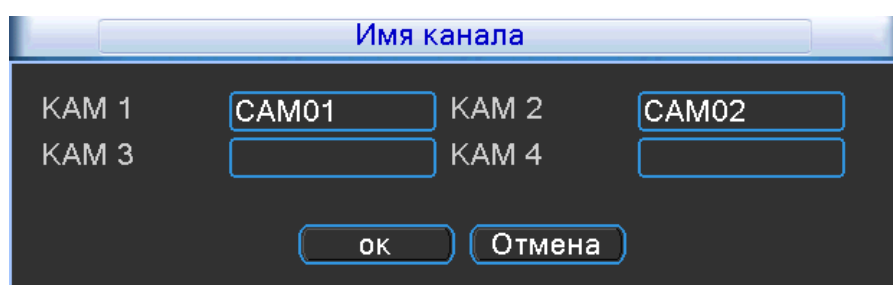 Имя канала
КАМ 1 CAM01 КАМ 2 CAM02
КАМ 3 КАМ 4
ок Отмена